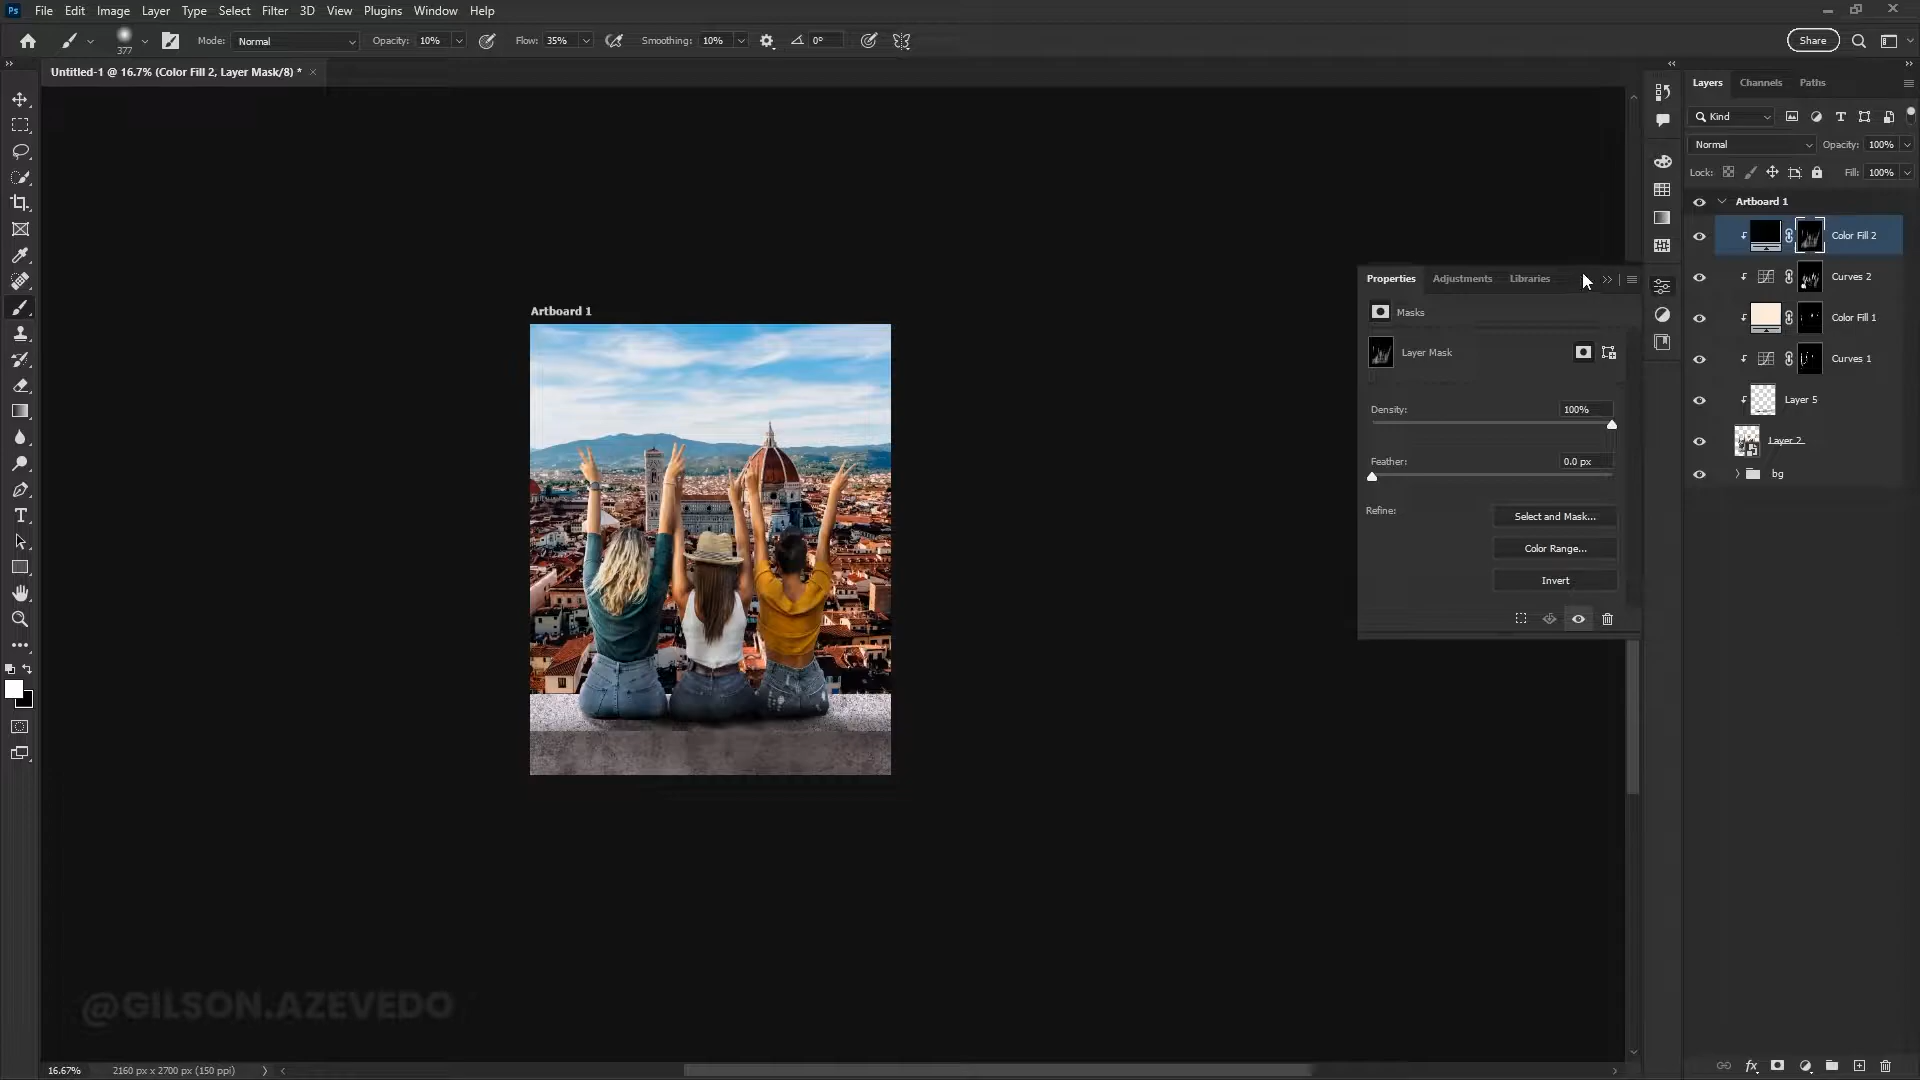 Ps File Edit Image Layer Type Select Filter 3D View Plugins Window Help
377 Mode: Normal Opacity: 10% Flow: 35% Smoothing: 10% 0° Share
Untitled-1 @ 16.7% (Color Fill 2, Layer Mask/8) *
Layers Channels Paths
Kind
Normal Opacity: 100%
Lock: Fill: 100%
Artboard 1
Color Fill 2
Curves 2
Color Fill 1
Curves 1
Layer 5
Layer 2
bg
Properties Adjustments Libraries
Masks
Layer Mask
Density: 100%
Feather: 0.0 px
Refine: Select and Mask...
Color Range...
Invert
Artboard 1
@GILSON.AZEVEDO
16.67% 2160 px x 2700 px (150 ppi)
fx